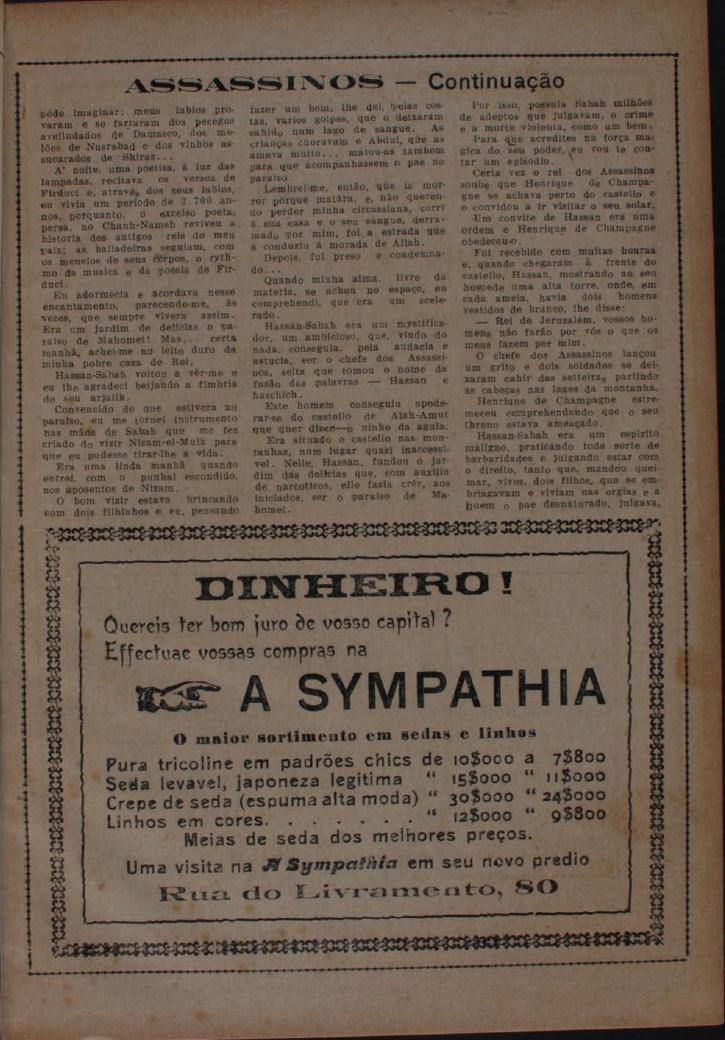 ASSASSINOS — Continuação
póde imaginar; meus labios pro-
varam e se fartaram dos pecegos
avelludados de Damasco, dos me-
lões de Nusrabad e dos vinhos as-
sucarados de Shiraz...
A' noite, uma poetisa, á luz das
lampadas, recitava os versos de
Firduci e, atravé, dos seus labios,
eu vivia um periodo de 2.700 an-
nos, porquanto, o excelso poeta,
persa, no Chanh-Nameh reviveu a
historia dos antigos reis do meu
paiz; as bailadeiras seguiam, com
os meneios de seus corpos, o ryth-
mo da musica e da poesia de Fir-
duci.
Eu adormecia e acordava nesse
encantamento, parecendo-me, ás
vezes, que sempre vivera assim.
Era um jardim de delicias o pa-
raiso de Mahomet! Mas... certa
manhã, achei-me no leito duro da
minha pobre casa de Rei.
Hassan-Sabah voltou a vêr-me e
eu lhe agradeci beijando a fimbria
do seu arjalik.
Convencido de que estivera no
paraiso, eu me tornei instrumento
nas mãos de Sabah que me fez
criado do vizir Nizam-el-Mulk para
que eu pudesse tirar-lhe a vida.
Era uma linda manhã quando
entrei, com o punhal escondido,
nos aposentos de Nizam.
O bom vizir estava brincando
com dois filhinhos e eu, pensando
fazer um bem, lhe dei, pelas cos-
tas, varios golpes, que o deixaram
cahido num lago de sangue. As
crianças choravam e Abdul, que as
amava muito... matou-as tambem
para que acompanhassem o pae no
paraiso.
Lembrei-me, então, que ia mor-
rer porque matára, e, não queren-
do perder minha circassiana, corri
á sua casa e o seu sangue, derra-
mado por mim, foi a estrada que
a conduziu á morada de Allah.
Depois, fui preso e condemna-
do...
Quando minha alma, livre da
materia, se achou no espaço, eu
comprehendi, que era um scele-
rado.
Hassan-Sabah era um mystifica-
dor, um ambicioso, que, vindo do
nada, conseguia, pela audacia e
astucia, ser o chefe dos Assassi-
nos, seita que tomou o nome da
fusão das palavras — Hassan e
haschich.
Este homem conseguiu apode-
rar-se do castello de Alah-Amut
que quer dizer—o ninho da aguia.
Era situado o castello nas mon-
tanhas, num lugar quasi inaccessi-
vel. Nelle, Hassan, fundou o jar-
dim das delicias que, com auxilio
de narcoticos, elle fazia crêr, aos
iniciados, ser o paraiso de Ma-
homet.
Por isso, possuia Sabah milhões
de adeptos que julgavam, o crime
e a morte violenta, como um bem.
Para que acredites na força ma-
gica do seu poder, eu vou te con-
tar um episodio.
Certa vez o rei dos Assassinos
soube que Henrique de Champa-
gne se achava perto do castello e
o convidou a ir visitar o seu solar.
Um convite de Hassan era uma
ordem e Henrique de Champagne
obedeceu-o.
Foi recebido com muitas honras
e, quando chegaram á frente do
castello, Hassan, mostrando ao seu
hospede uma alta torre, onde, em
cada ameia, havia dois homens
vestidos de branco, lhe disse:
— Rei de Jerusalém, vossos ho-
mens não farão por vós o que os
meus fazem por mim.
O chefe dos Assassinos lançou
um grito e dois soldados se dei-
xaram cahir das setteiras partindo
as cabeças nas lages da montanha.
Henrique de Champagne estre-
meceu comprehendendo que o seu
throno estava ameaçado.
Hassan-Sabah era um espirito
maligno, praticando toda sorte de
barbaridades e julgando estar com
o direito, tanto que, mandou quei-
mar, vivos, dois filhos, que se em-
briagavam e viviam nas orgias e a
quem o pae desnaturado, julgava,
DINHEIRO!
Quereis ter bom juro de vosso capital ?
Effectuae vossas compras na
A SYMPATHIA
O maior sortimento em sedas e linhos
Pura tricoline em padrões chics de 10$000 a 7$800
Seda levavel, japoneza legitima “ 15$000 “ 11$000
Crepe de seda (espuma alta moda) “ 30$000 “ 24$000
Linhos em cores. . . . . . . “ 12$000 “ 9$800
Meias de seda dos melhores preços.
Uma visita na A Sympathia em seu novo predio
Rua do Livramento, 80